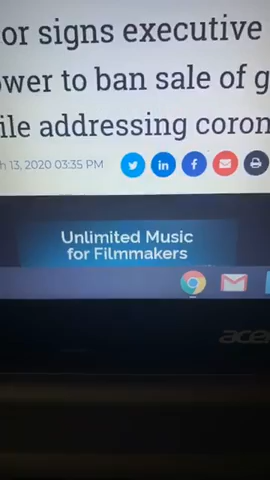 or signs executive
ower to ban sale of g
ile addressing coron
h 13, 2020 03:35 PM
Unlimited Music
for Filmmakers
acer